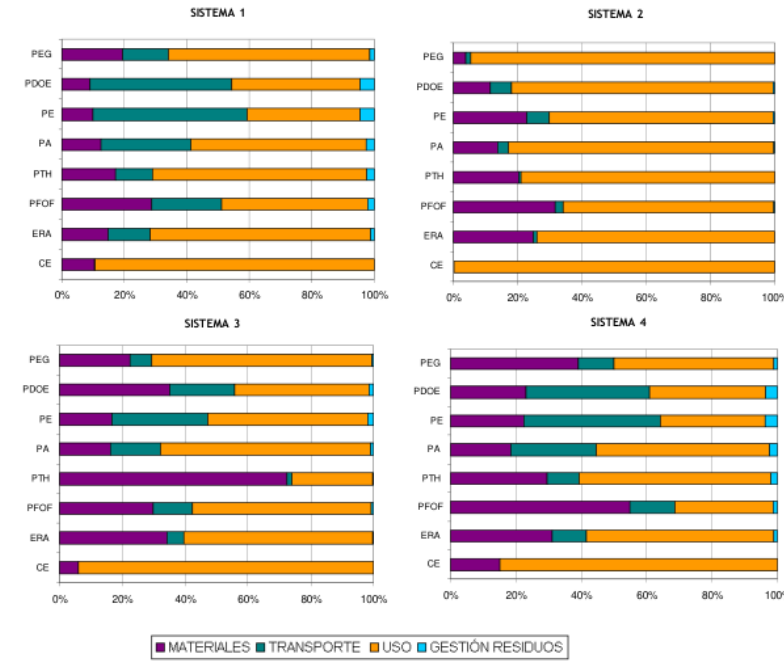 SISTEMA 1
PEG
PDOE
PE
PA
PTH
PFOF
ERA
CE
0% 20% 40% 60% 80% 100%
SISTEMA 2
PEG
PDOE
PE
PA
PTH
PFOF
ERA
CE
0% 20% 40% 60% 80% 100%
SISTEMA 3
PEG
PDOE
PE
PA
PTH
PFOF
ERA
CE
0% 20% 40% 60% 80% 100%
SISTEMA 4
PEG
PDOE
PE
PA
PTH
PFOF
ERA
CE
0% 20% 40% 60% 80% 100%
MATERIALES TRANSPORTE USO GESTIÓN RESIDUOS